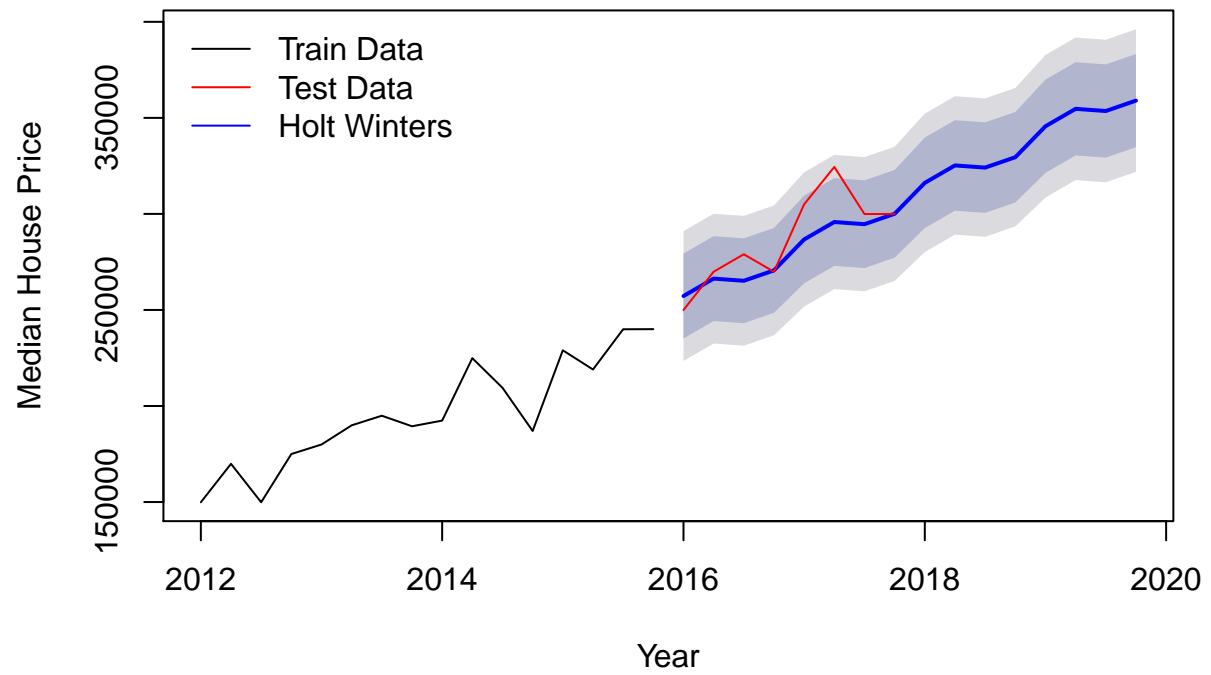 Train Data
Test Data
Holt Winters
Median House Price
350000
250000
150000
2012 2014 2016 2018 2020
Year